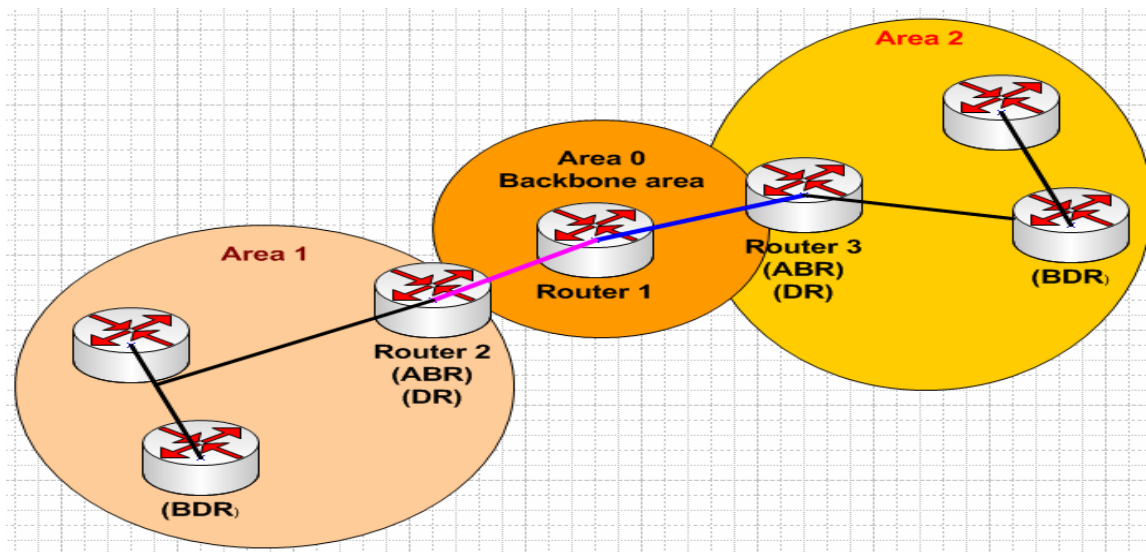 Area 2
Area 0
Backbone area
Router 3
(ABR)
(DR)
(BDR)
Area 1
Router 1
Router 2
(ABR)
(DR)
(BDR)